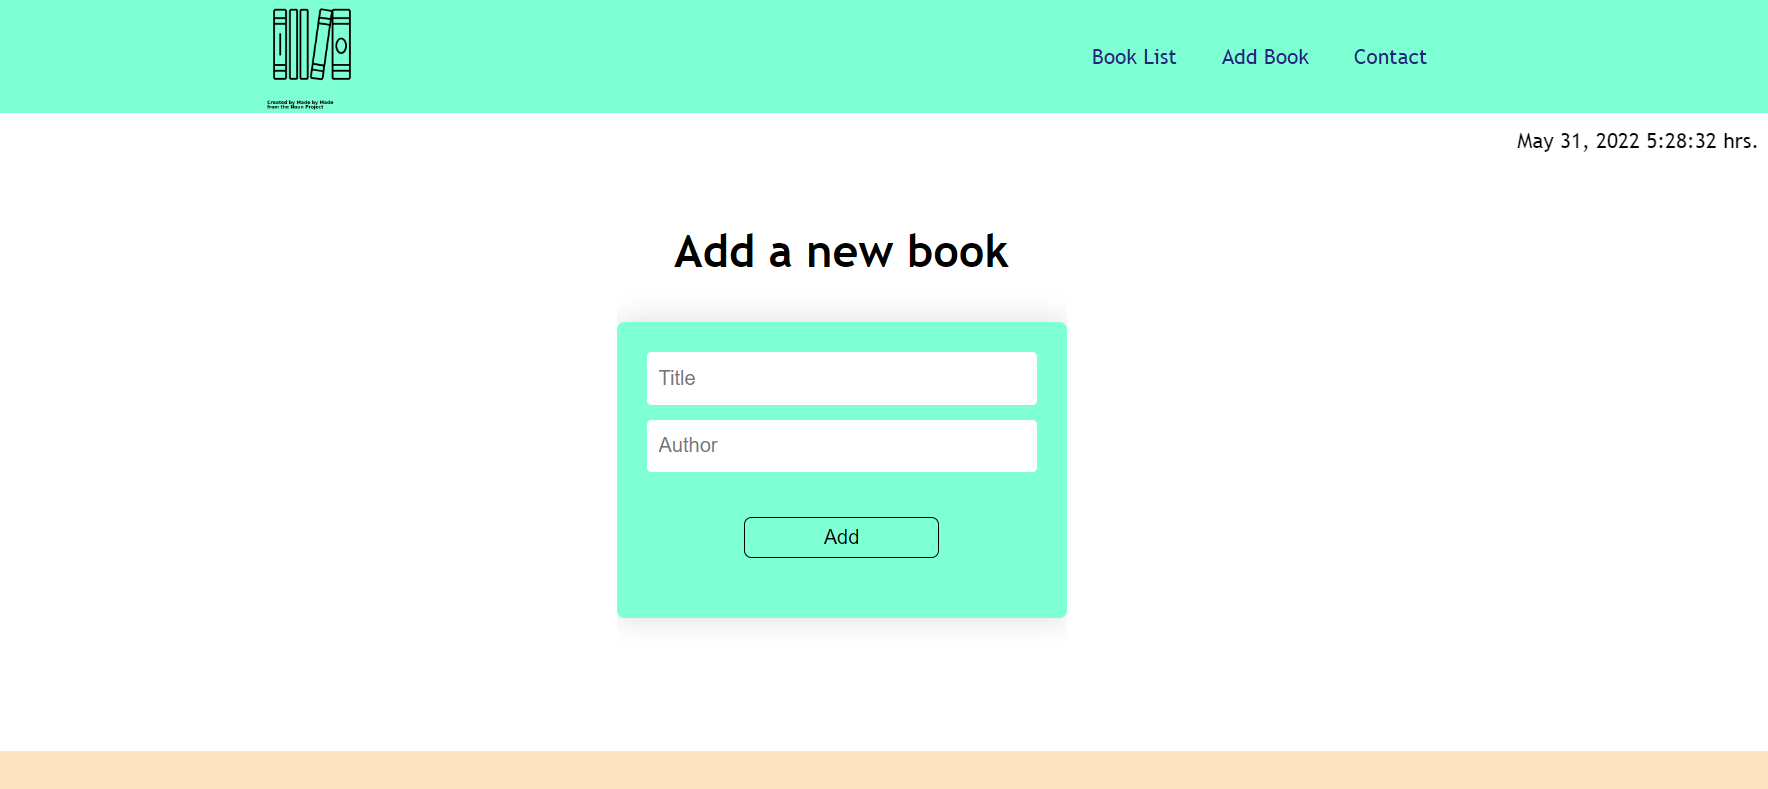 Created by Made by Made
from the Noun Project
Book List
Add Book
Contact
May 31, 2022 5:28:32 hrs.
Add a new book
Title
Author
Add